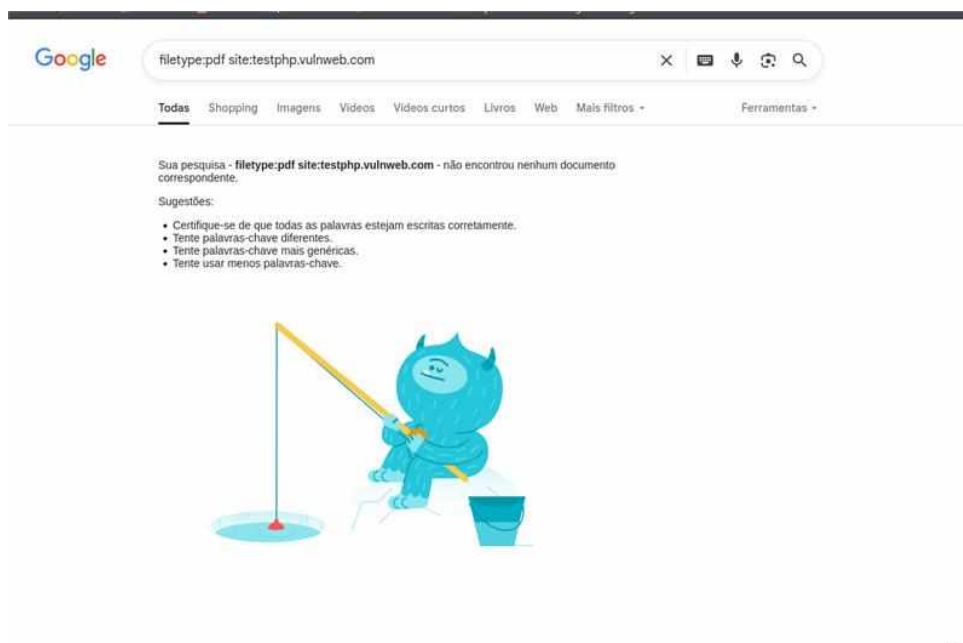 Google
filetype:pdf site:testphp.vulnweb.com
Todas Shopping Imagens Vídeos Vídeos curtos Livros Web Mais filtros Ferramentas
Sua pesquisa - filetype:pdf site:testphp.vulnweb.com - não encontrou nenhum documento
correspondente.
Sugestões:
Certifique-se de que todas as palavras estejam escritas corretamente.
Tente palavras-chave diferentes.
Tente palavras-chave mais genéricas.
Tente usar menos palavras-chave.